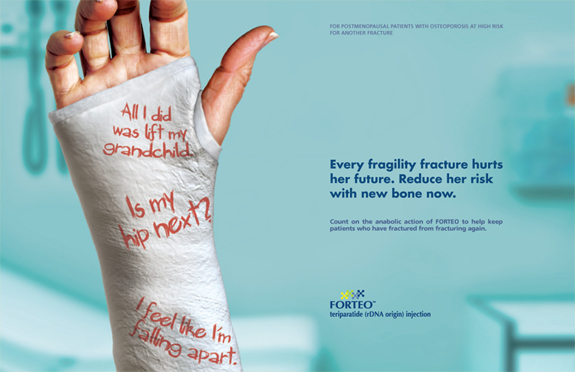 All I did
was lift my
grandchild.
Is my
hip next?
I feel like I'm
falling apart.
FOR POSTMENOPAUSAL PATIENTS WITH OSTEOPOROSIS AT HIGH RISK
FOR ANOTHER FRACTURE
Every fragility fracture hurts
her future. Reduce her risk
with new bone now.
Count on the anabolic action of FORTEO to help keep
patients who have fractured from fracturing again.
FORTEO™
teriparatide (rDNA origin) injection